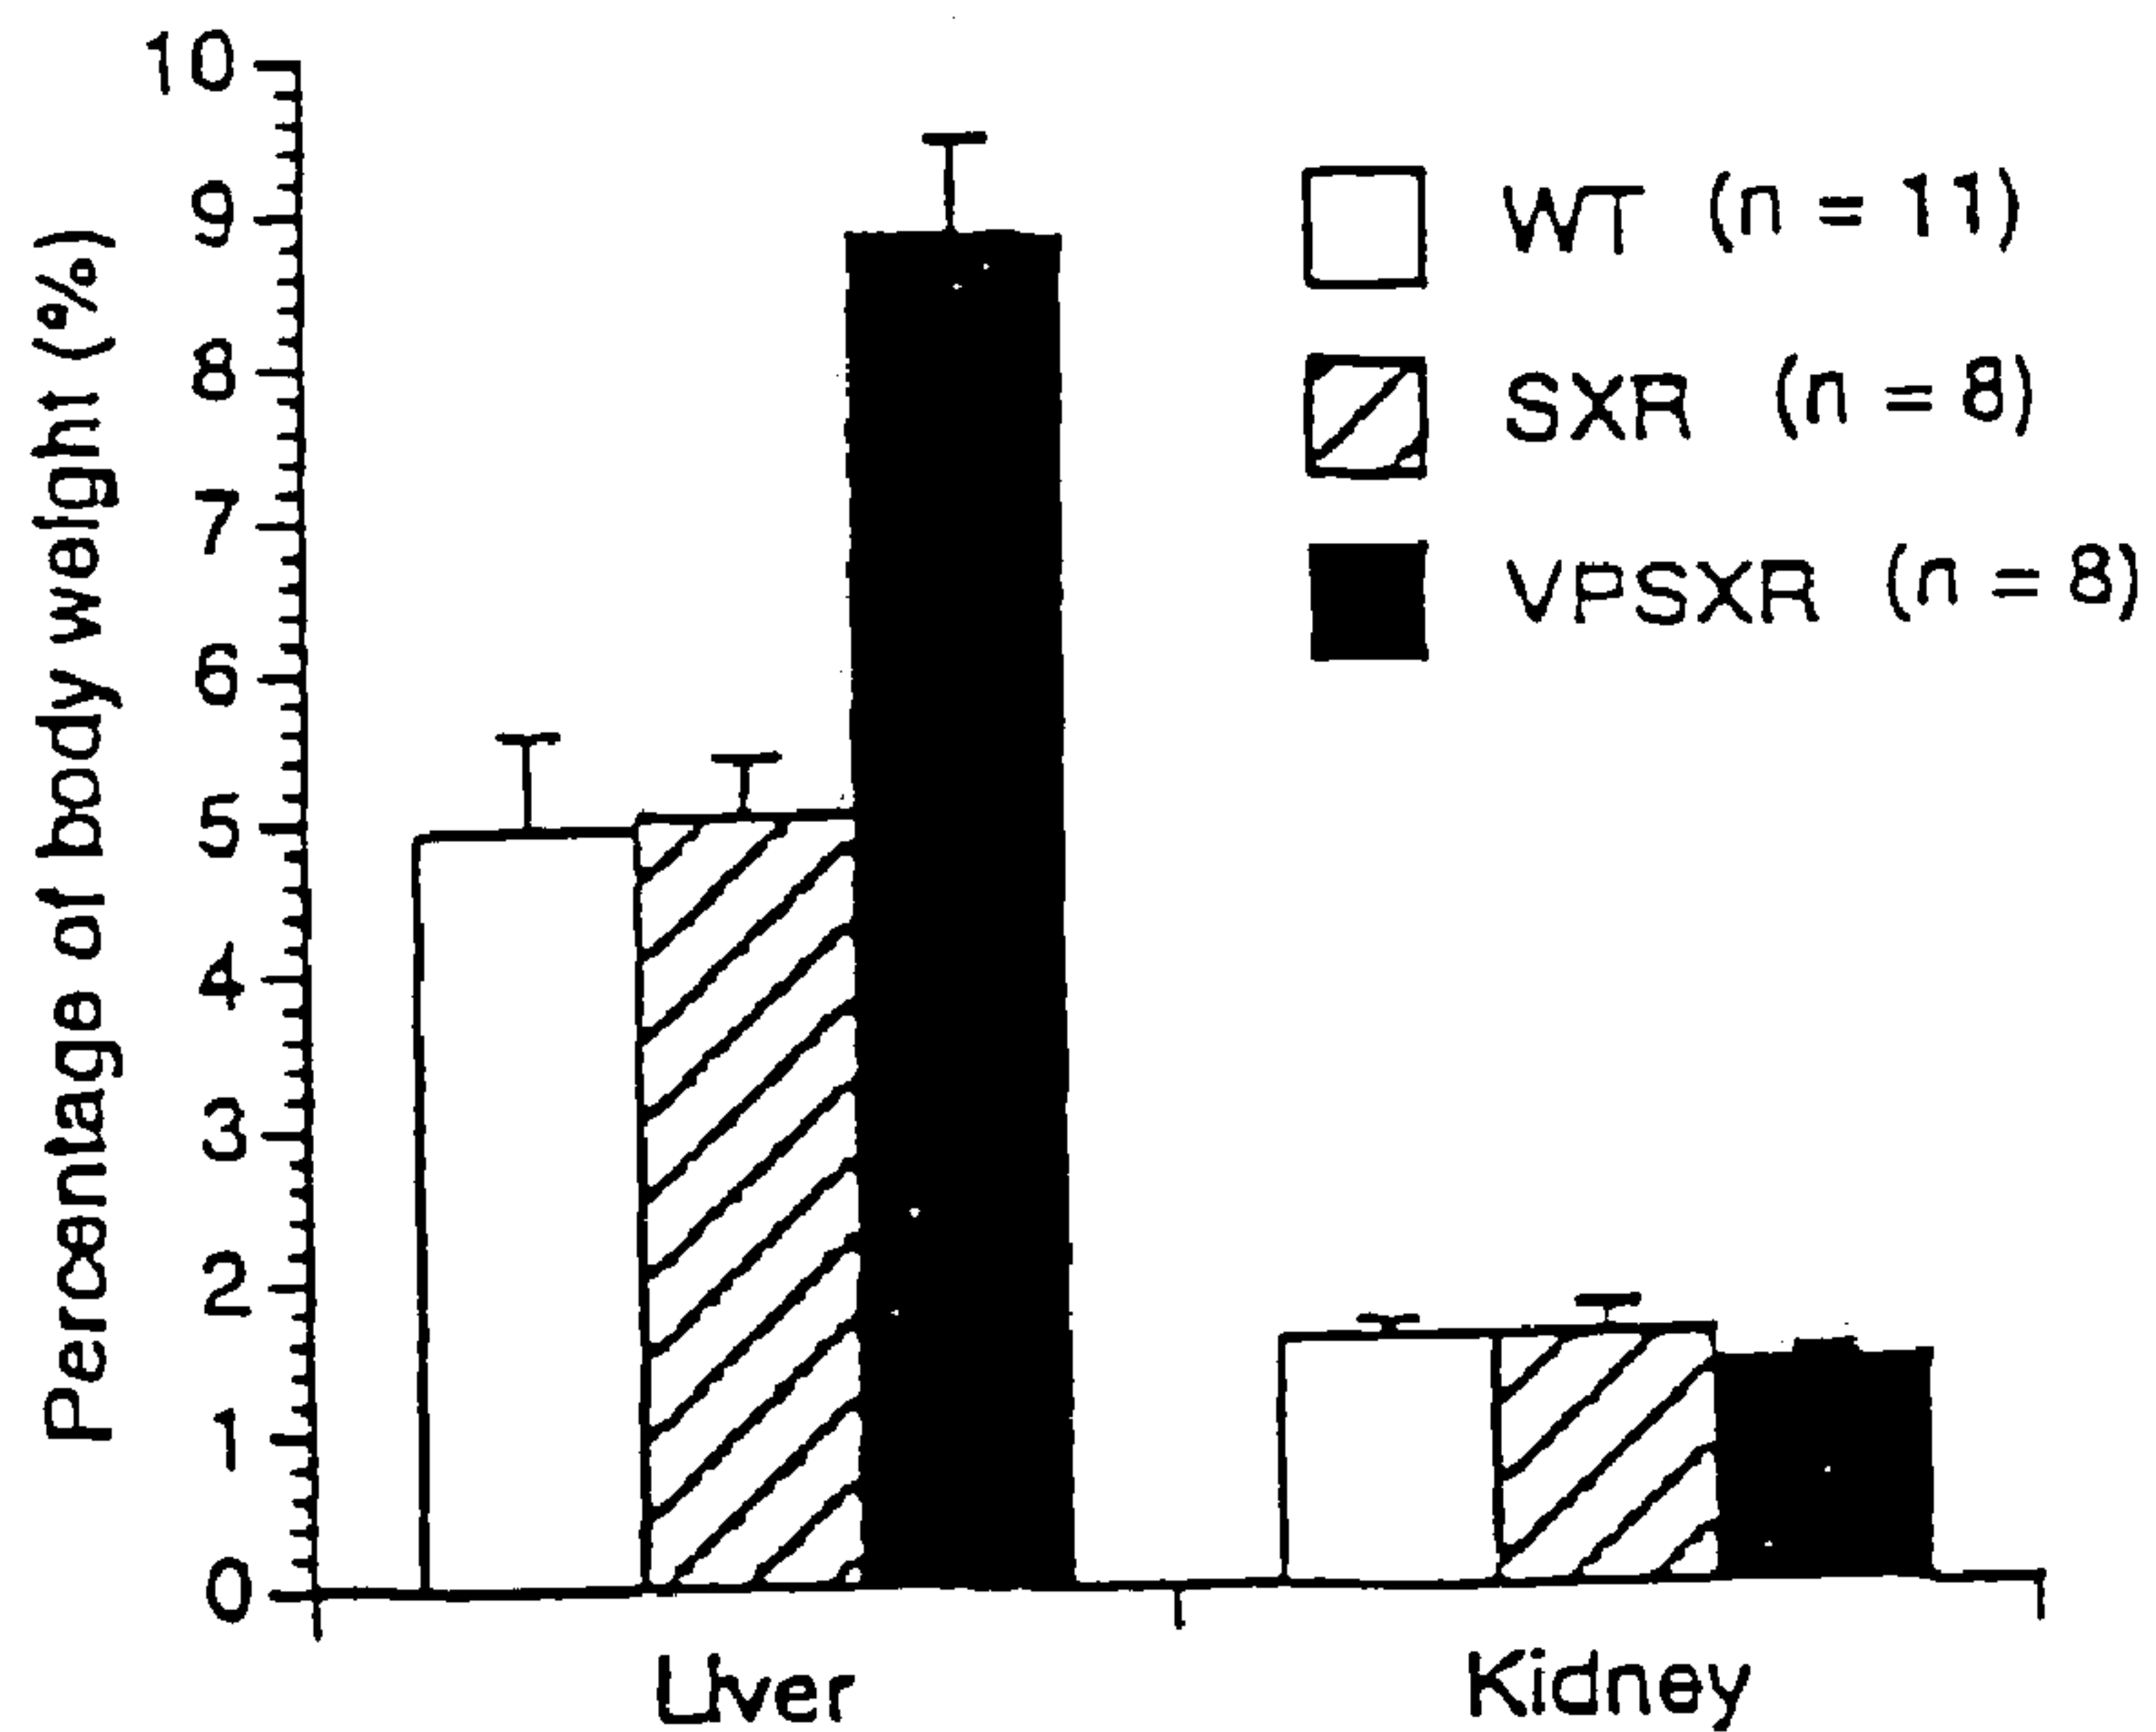 Percentage of body weight (%)
10
9
8
7
6
5
4
3
2
1
0
WT (n = 11)
SXR (n = 8)
VPSXR (n = 8)
Liver
Kidney